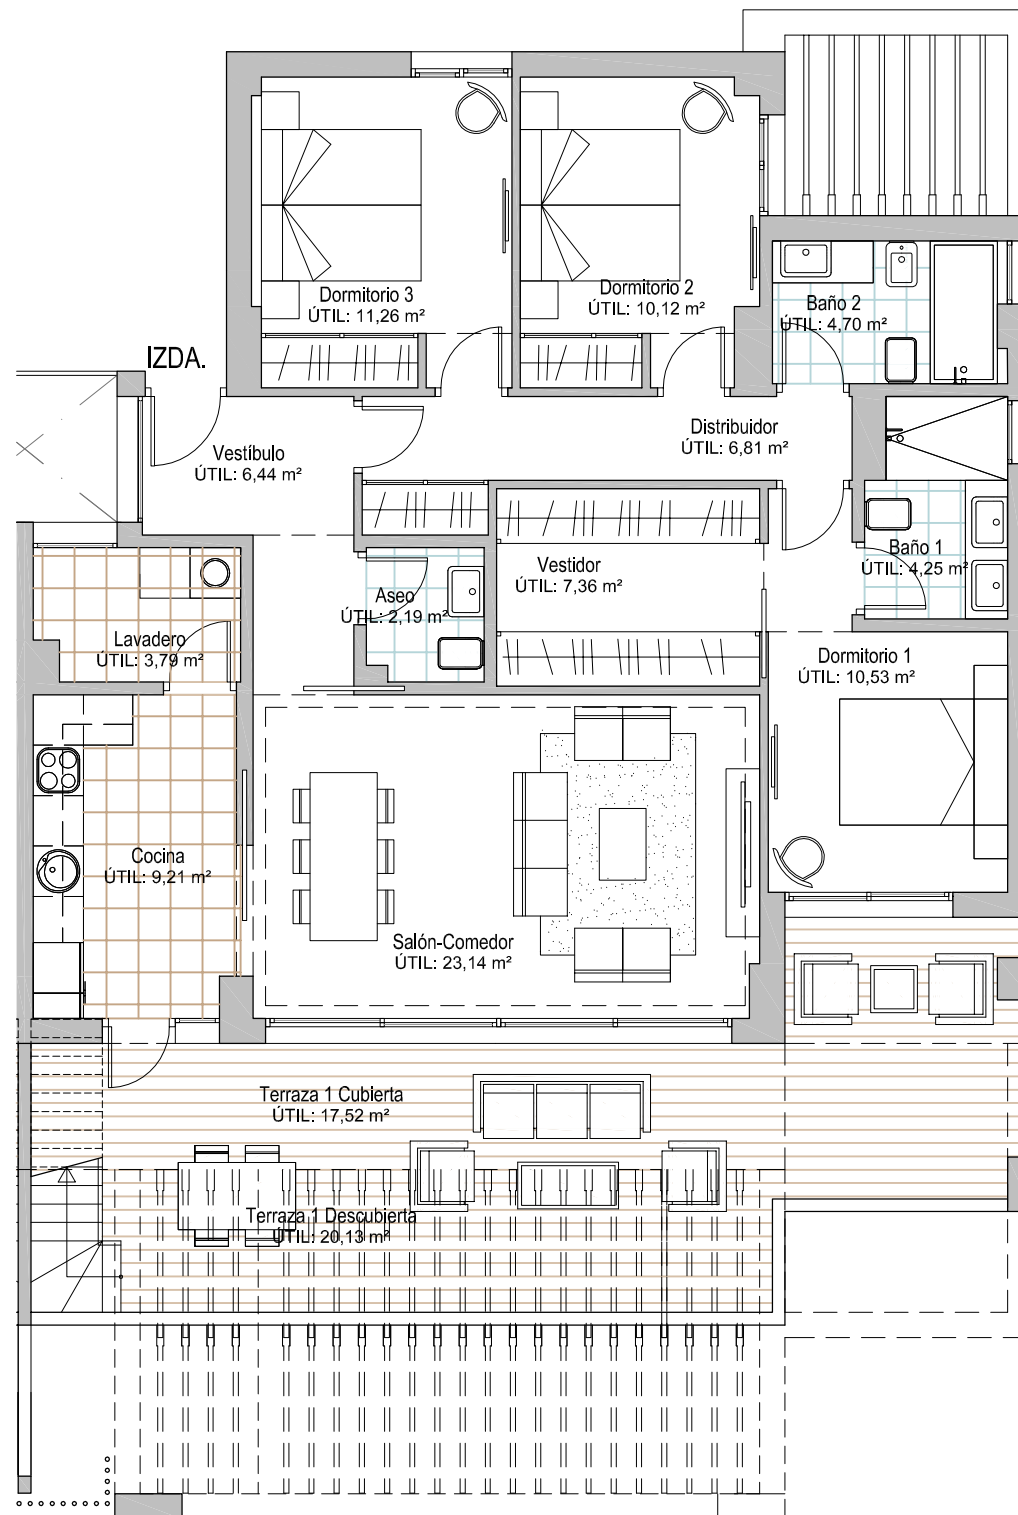 Dormitorio 3
ÚTIL: 11,26 m²
Dormitorio 2
ÚTIL: 10,12 m²
Baño 2
ÚTIL: 4,70 m²
IZDA.
Vestíbulo
ÚTIL: 6,44 m²
Distribuidor
ÚTIL: 6,81 m²
Baño 1
ÚTIL: 4,25 m²
Vestidor
ÚTIL: 7,36 m²
Aseo
ÚTIL: 2,19 m²
Lavadero
ÚTIL: 3,79 m²
Dormitorio 1
ÚTIL: 10,53 m²
Cocina
ÚTIL: 9,21 m²
Salón-Comedor
ÚTIL: 23,14 m²
Terraza 1 Cubierta
ÚTIL: 17,52 m²
Terraza 1 Descubierta
ÚTIL: 20,13 m²